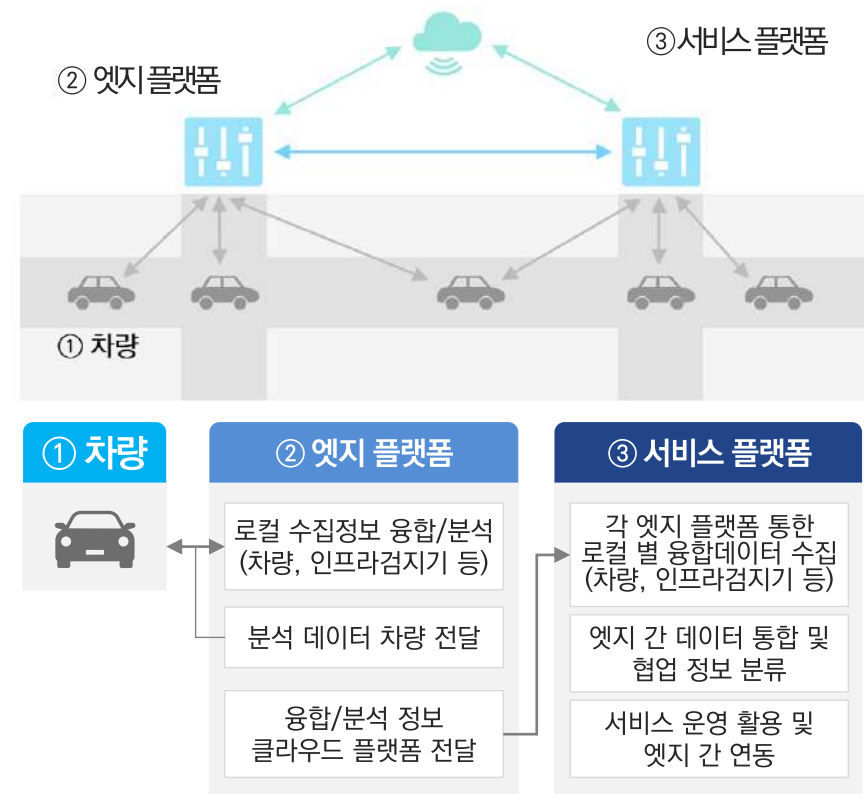 ③서비스 플랫폼
② 엣지 플랫폼
① 차량
① 차량
② 엣지 플랫폼
로컬 수집정보 융합/분석
(차량, 인프라검지기 등)
분석 데이터 차량 전달
융합/분석 정보
클라우드 플랫폼 전달
③ 서비스 플랫폼
각 엣지 플랫폼 통한
로컬 별 융합데이터 수집
(차량, 인프라검지기 등)
엣지 간 데이터 통합 및
협업 정보 분류
서비스 운영 활용 및
엣지 간 연동